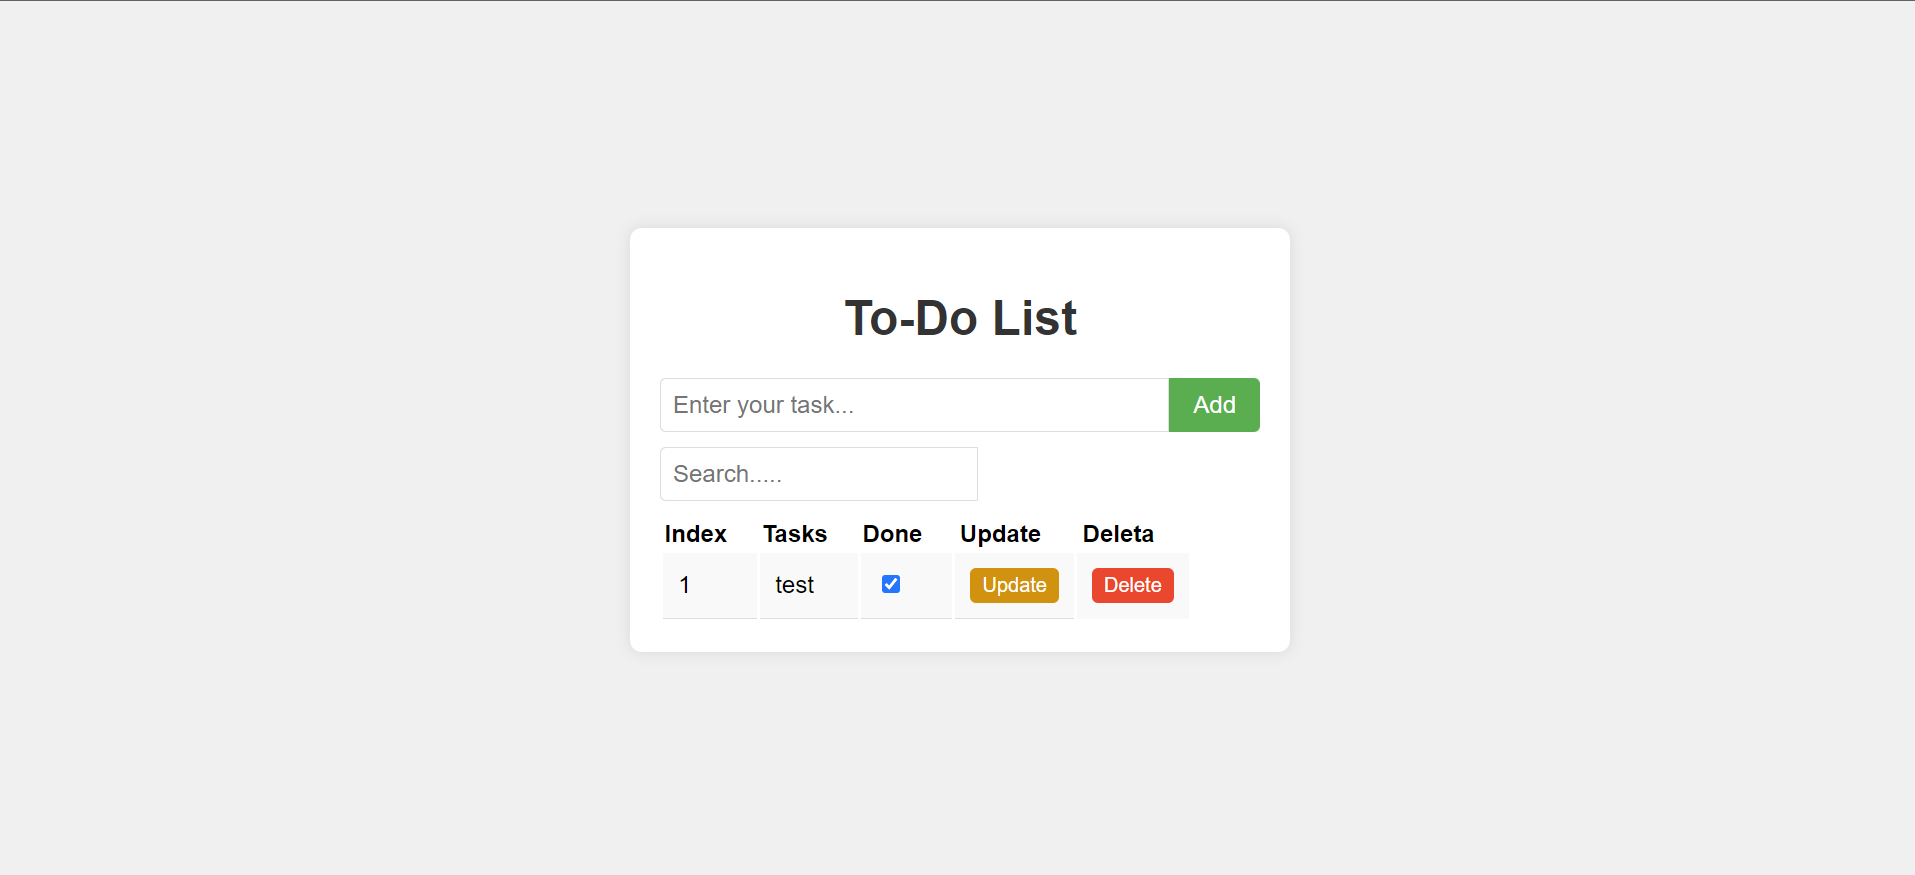 To-Do List
Enter your task... Add
Search.....
Index Tasks Done Update Deleta
1 test Update Delete